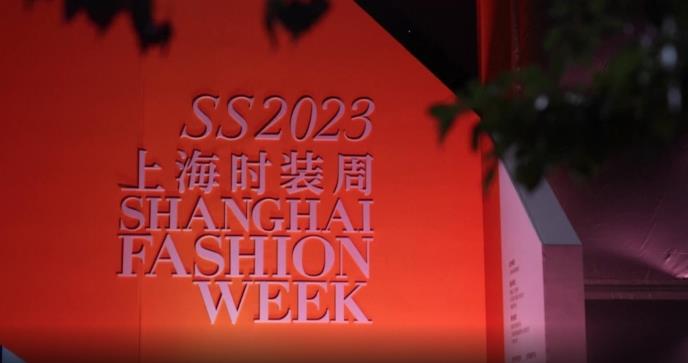 SS2023
上海时装周
SHANGHAI
FASHION
WEEK